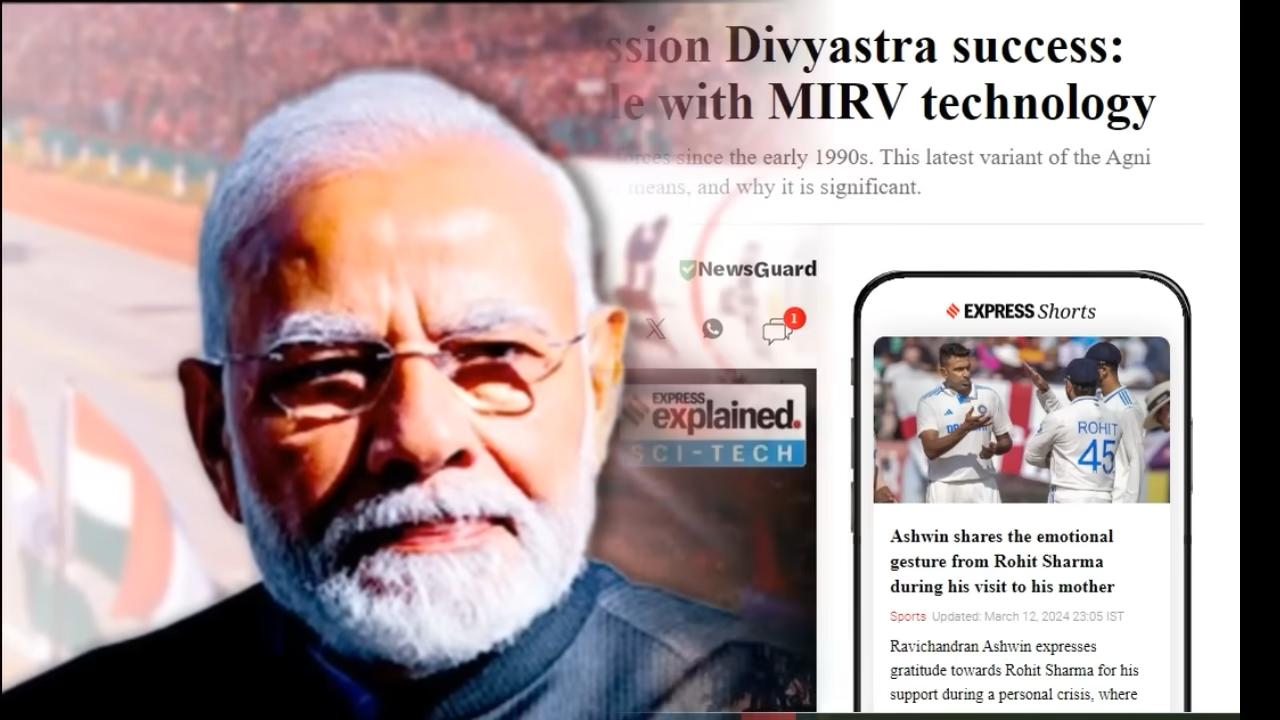 ssion Divyastra success:
le with MIRV technology
orces since the early 1990s. This latest variant of the Agni
means, and why it is significant.
NewsGuard
1
EXPRESS
explained.
SCI-TECH
EXPRESS Shorts
ROHIT
45
Ashwin shares the emotional
gesture from Rohit Sharma
during his visit to his mother
Sports Updated: March 12, 2024 23:05 IST
Ravichandran Ashwin expresses
gratitude towards Rohit Sharma for his
support during a personal crisis, where